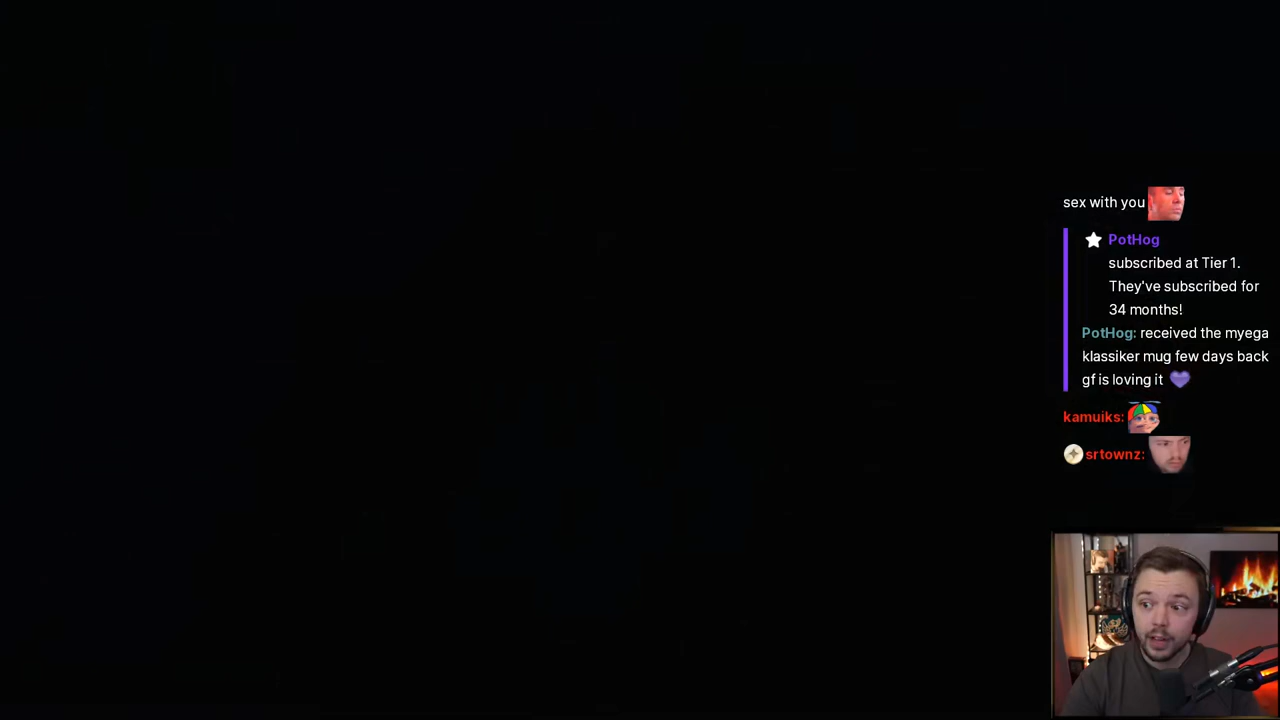 sex with you
PotHog
subscribed at Tier 1.
They've subscribed for
34 months!
PotHog: received the myega
klassiker mug few days back
gf is loving it
kamuiks:
srtownz: